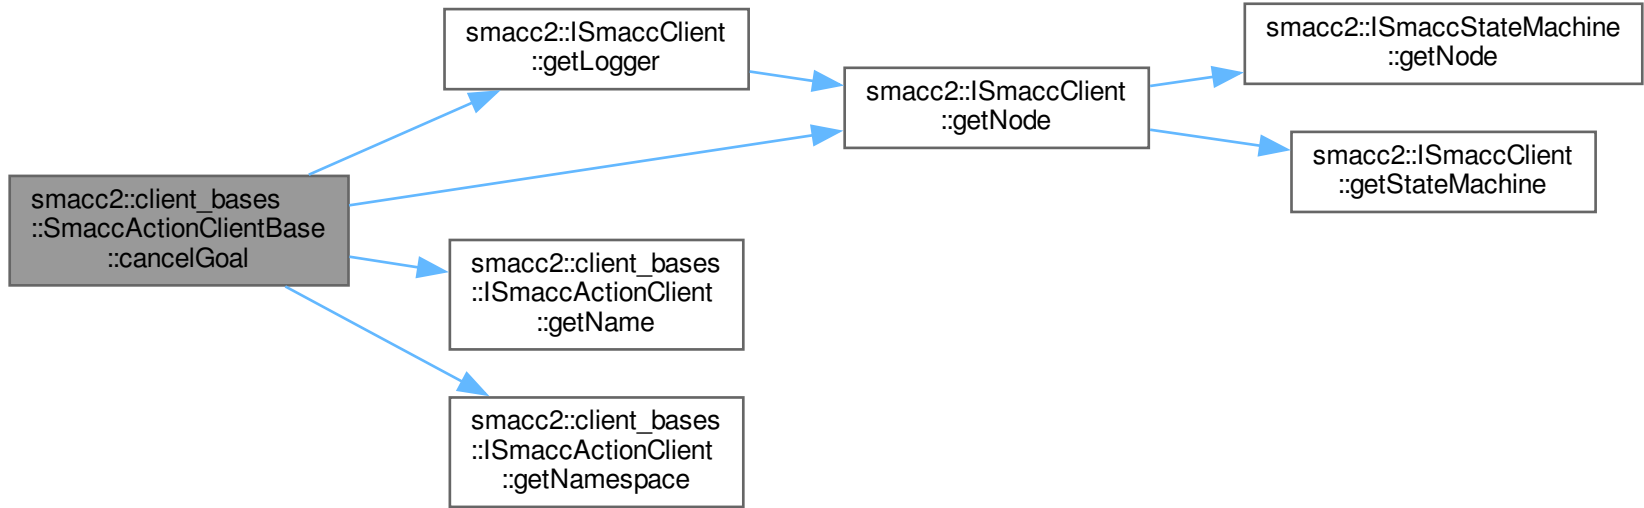 smacc2::client_bases
::SmaccActionClientBase
::cancelGoal
smacc2::ISmaccClient
::getLogger
smacc2::ISmaccClient
::getNode
smacc2::ISmaccStateMachine
::getNode
smacc2::ISmaccClient
::getStateMachine
smacc2::client_bases
::ISmaccActionClient
::getName
smacc2::client_bases
::ISmaccActionClient
::getNamespace